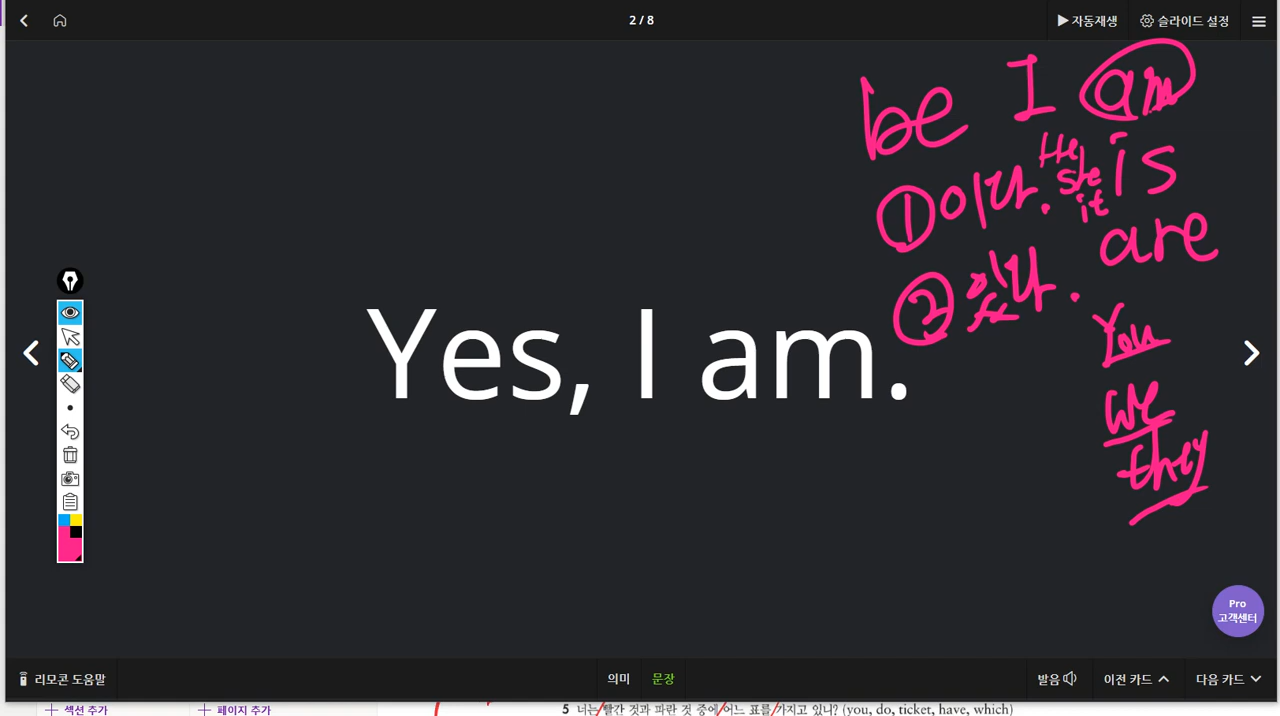 2 / 8
자동재생
슬라이드 설정
be I am
① 이다. He she it is
② 있다. are
You
we
they
Yes, I am.
Pro
고객센터
리모콘 도움말
의미
문장
발음
이전 카드
다음 카드
섹션 추가
페이지 추가
5 너는 빨간 것과 파란 것 중에 어느 표를 가지고 있니? (you, do, ticket, have, which)